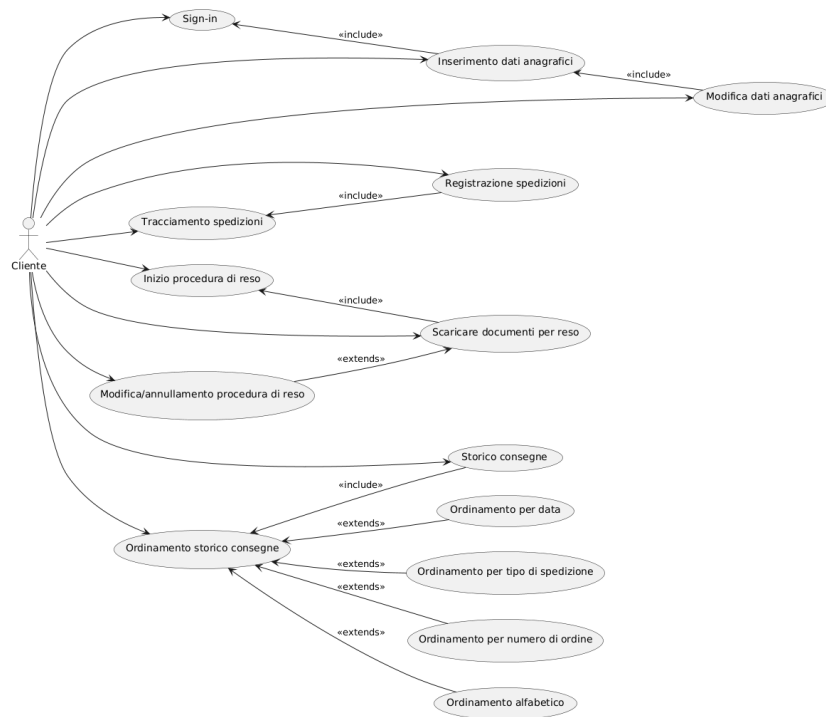 Sign-in
«include»
Inserimento dati anagrafici
«include»
Modifica dati anagrafici
Registrazione spedizioni
«include»
Tracciamento spedizioni
Cliente
Inizio procedura di reso
«include»
Scaricare documenti per reso
«extends»
Modifica/annullamento procedura di reso
Storico consegne
«include»
Ordinamento per data
«extends»
Ordinamento storico consegne
«extends»
Ordinamento per tipo di spedizione
«extends»
Ordinamento per numero di ordine
«extends»
Ordinamento alfabetico